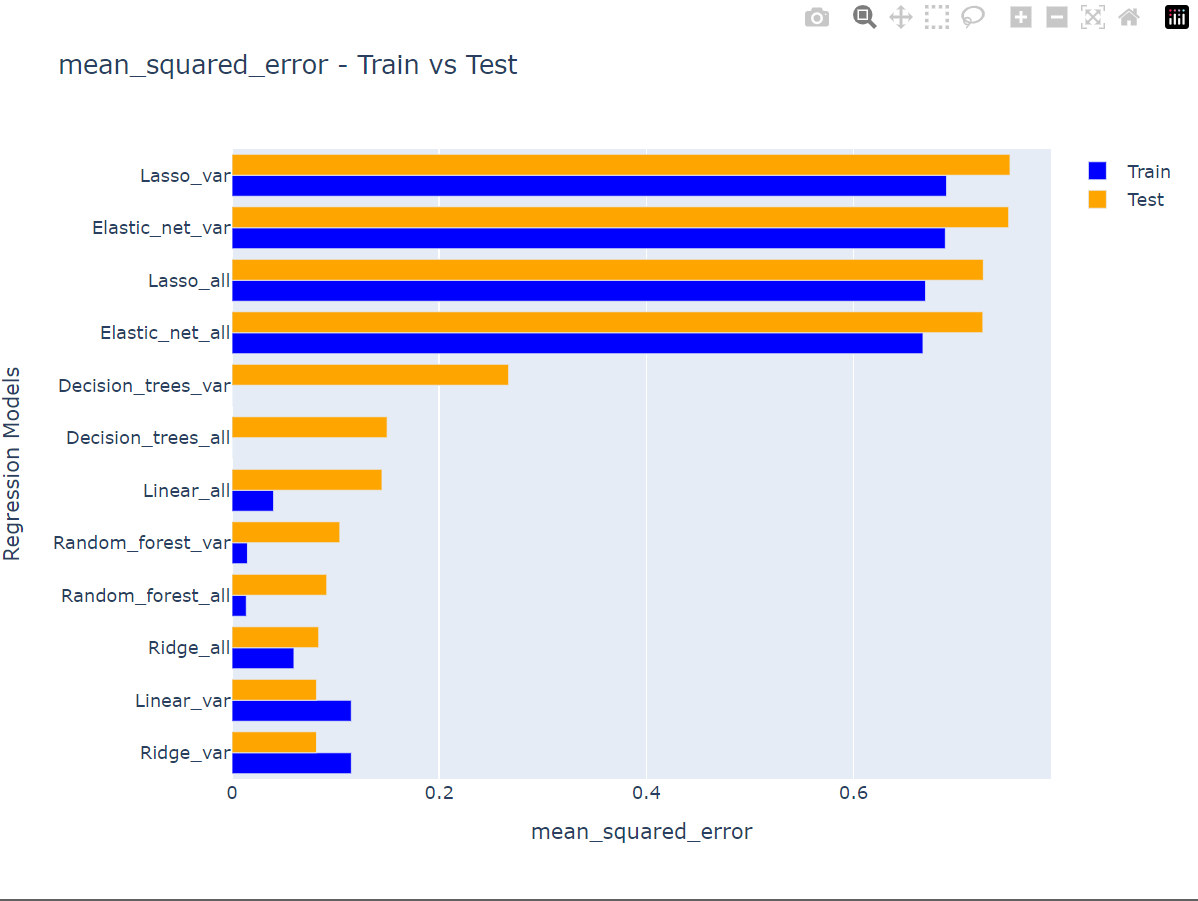 mean_squared_error - Train vs Test
Train
Test
Lasso_var
Elastic_net_var
Lasso_all
Elastic_net_all
Decision_trees_var
Decision_trees_all
Linear_all
Random_forest_var
Random_forest_all
Ridge_all
Linear_var
Ridge_var
Regression Models
0 0.2 0.4 0.6
mean_squared_error